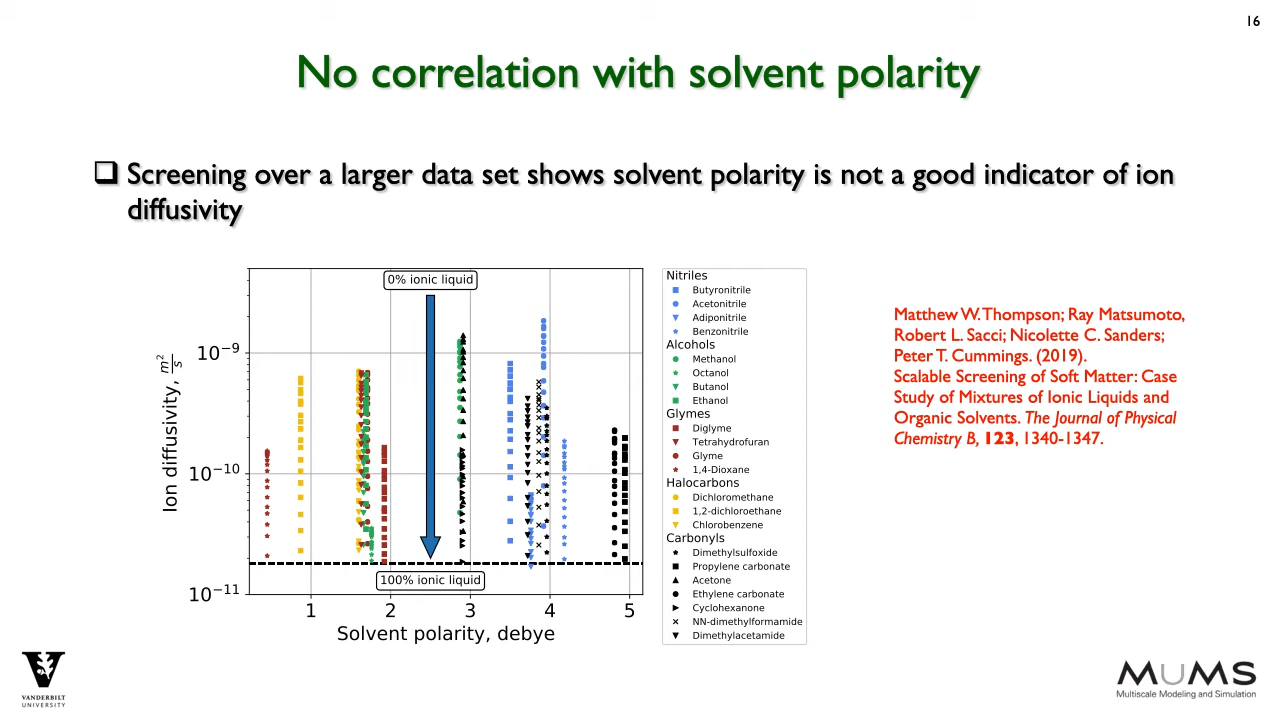 16
No correlation with solvent polarity
❑ Screening over a larger data set shows solvent polarity is not a good indicator of ion
diffusivity
0% ionic liquid
100% ionic liquid
Ion diffusivity, m²/s
10⁻⁹
10⁻¹⁰
10⁻¹¹
1 2 3 4 5
Solvent polarity, debye
Nitriles
Butyronitrile
Acetonitrile
Adiponitrile
Benzonitrile
Alcohols
Methanol
Octanol
Butanol
Ethanol
Glymes
Diglyme
Tetrahydrofuran
Glyme
1,4-Dioxane
Halocarbons
Dichloromethane
1,2-dichloroethane
Chlorobenzene
Carbonyls
Dimethylsulfoxide
Propylene carbonate
Acetone
Ethylene carbonate
Cyclohexanone
NN-dimethylformamide
Dimethylacetamide
Matthew W. Thompson; Ray Matsumoto,
Robert L. Sacci; Nicolette C. Sanders;
Peter T. Cummings. (2019).
Scalable Screening of Soft Matter: Case
Study of Mixtures of Ionic Liquids and
Organic Solvents. The Journal of Physical
Chemistry B, 123, 1340-1347.
V
VANDERBILT
UNIVERSITY
MUMS
Multiscale Modeling and Simulation